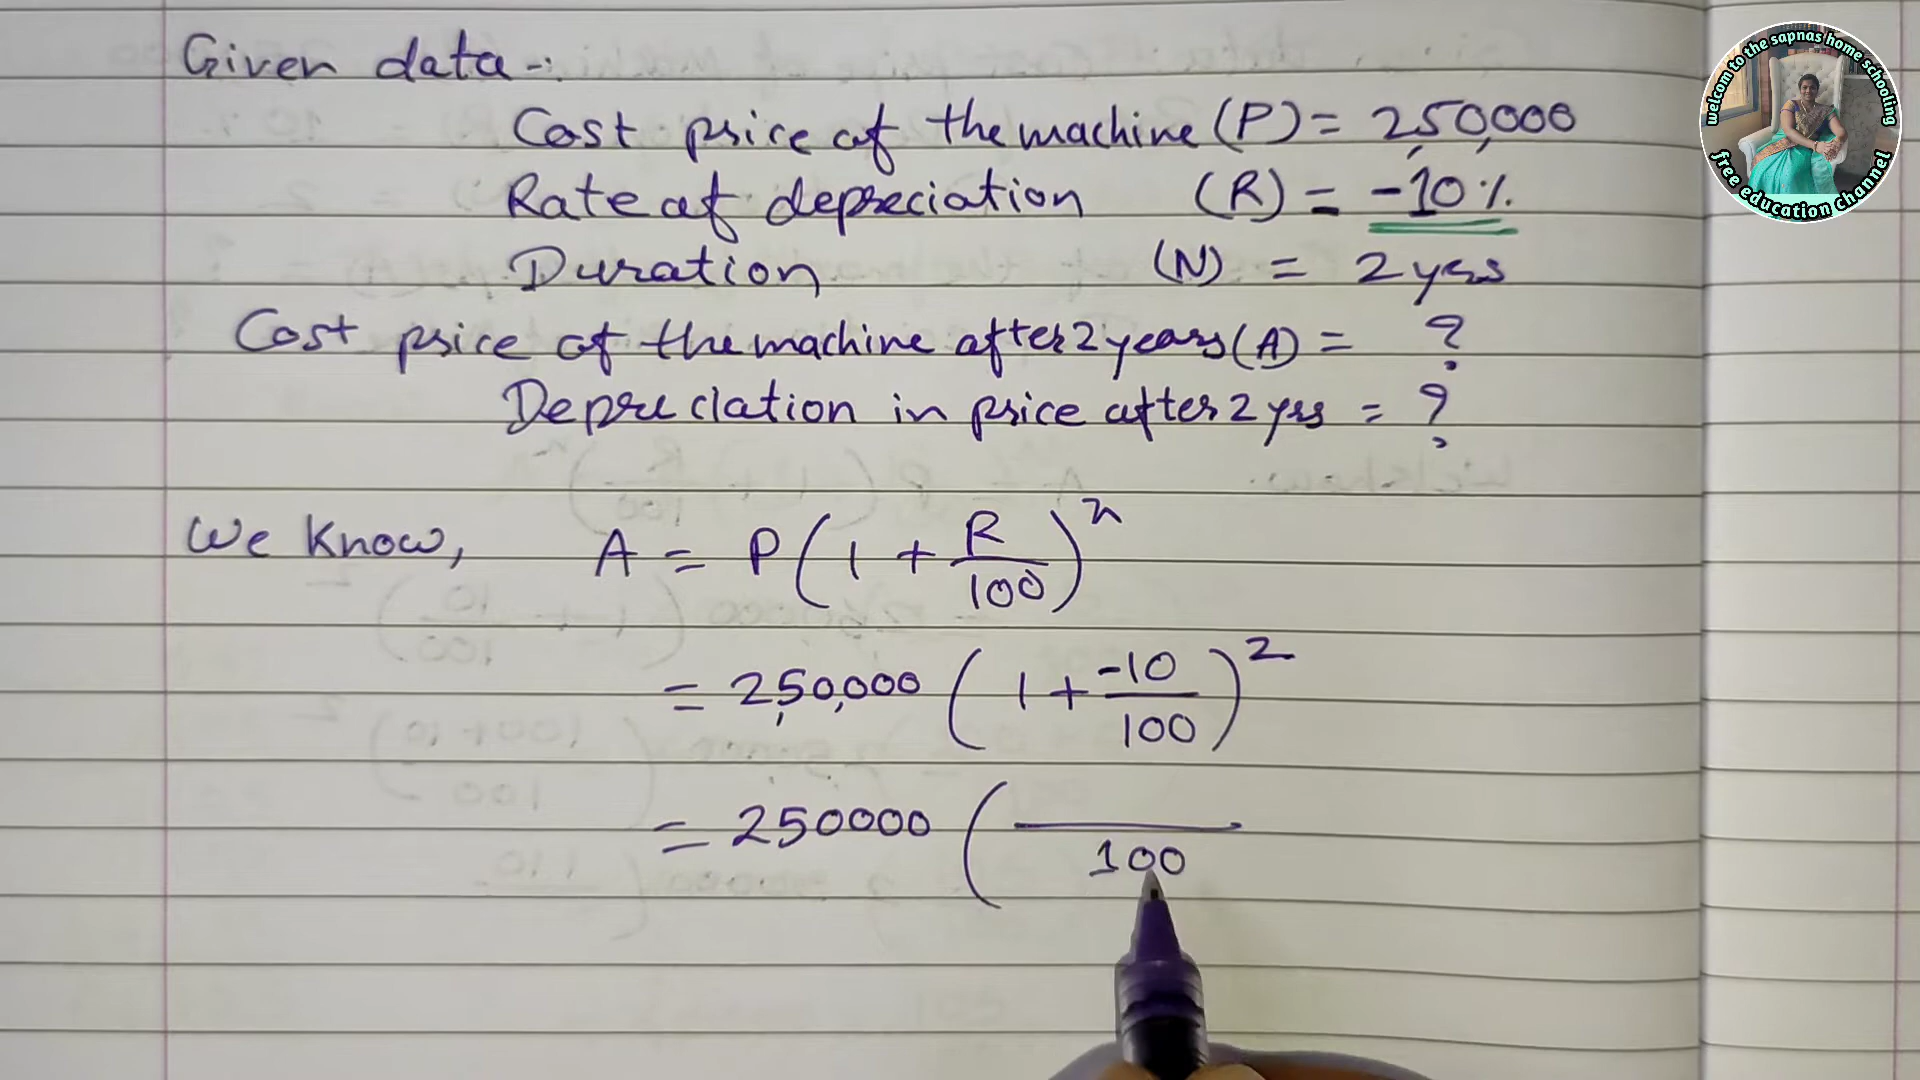 Given data -:
Cost price of the machine (P) = 2,50,000
Rate of depreciation (R) = -10%.
Duration (N) = 2 yrs
Cost price of the machine after 2 years (A) = ?
Depreciation in price after 2 yrs = ?
We know, A = P(1 + R/100)^n
= 2,50,000 (1 + -10/100)^2
= 250000 ( /100
welcom to the sapnas home schooling
free education channel